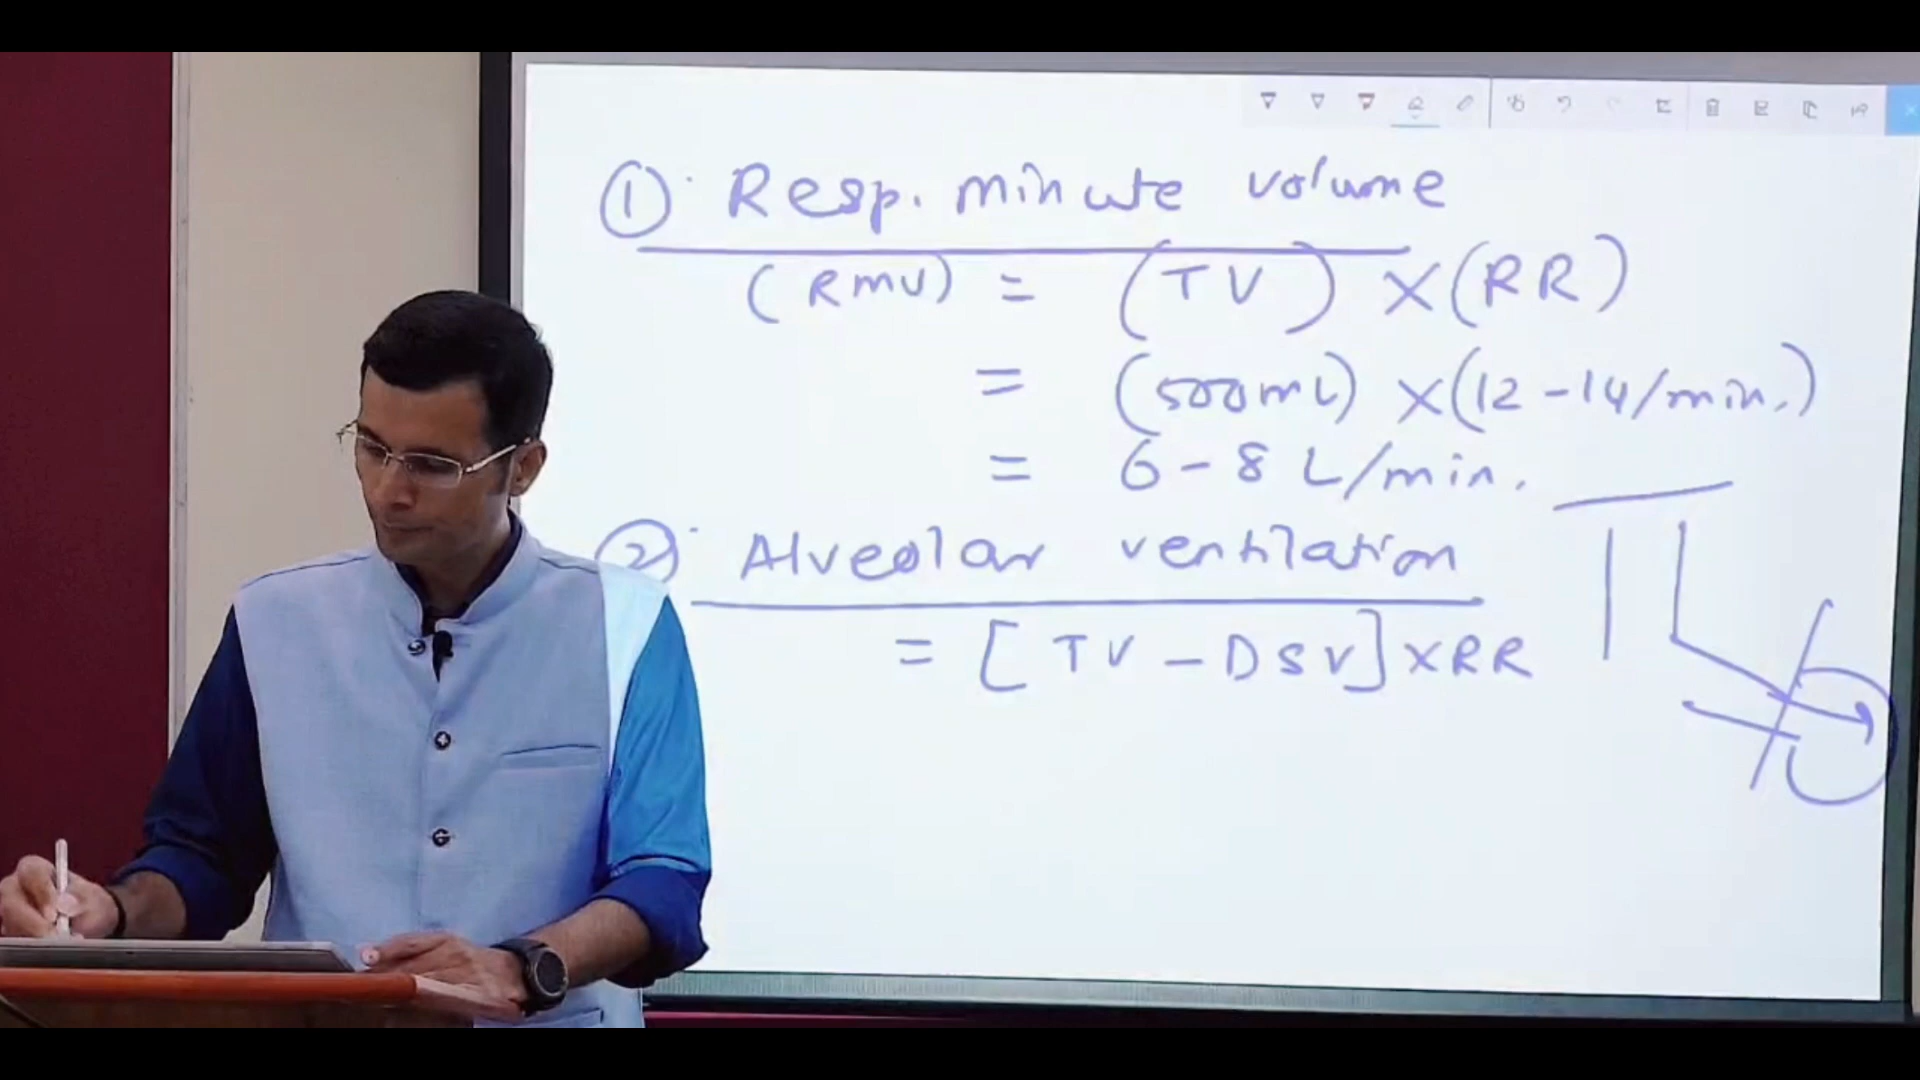 ① Resp. minute volume
(RMV) = (TV) X (RR)
= (500mL) X (12-14/min.)
= 6-8 L/min.
② Alveolar ventilation
= [TV - DSV] X RR